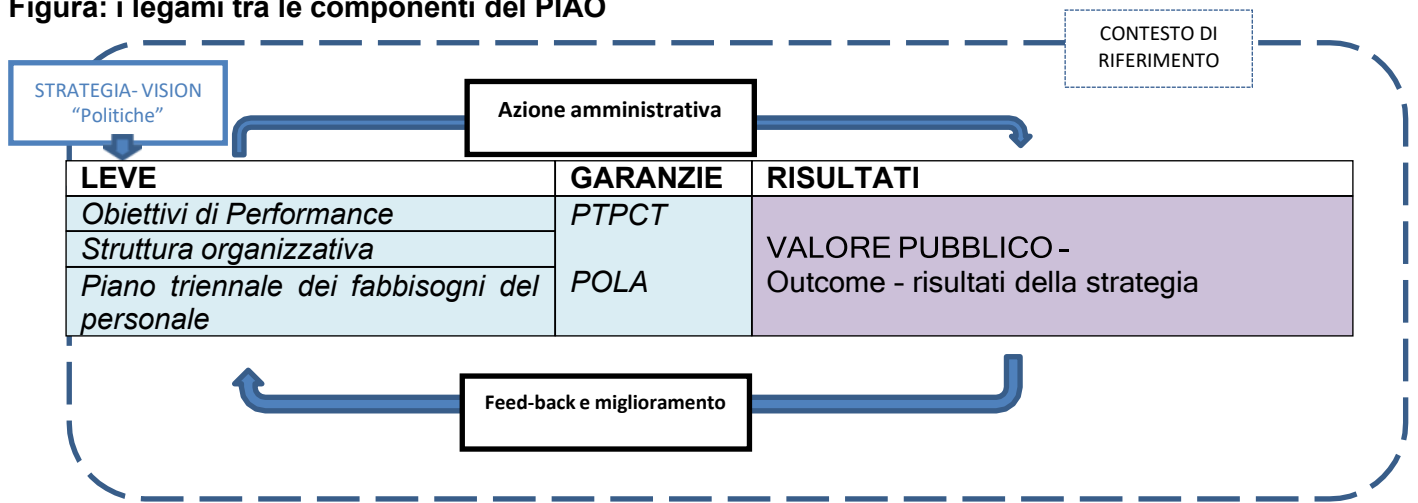 Figura: i legami tra le componenti del PIAO
CONTESTO DI
RIFERIMENTO
STRATEGIA- VISION
“Politiche”
Azione amministrativa
LEVE GARANZIE RISULTATI
Obiettivi di Performance PTPCT
Struttura organizzativa
VALORE PUBBLICO –
Piano triennale dei fabbisogni del POLA Outcome – risultati della strategia
personale
Feed-back e miglioramento